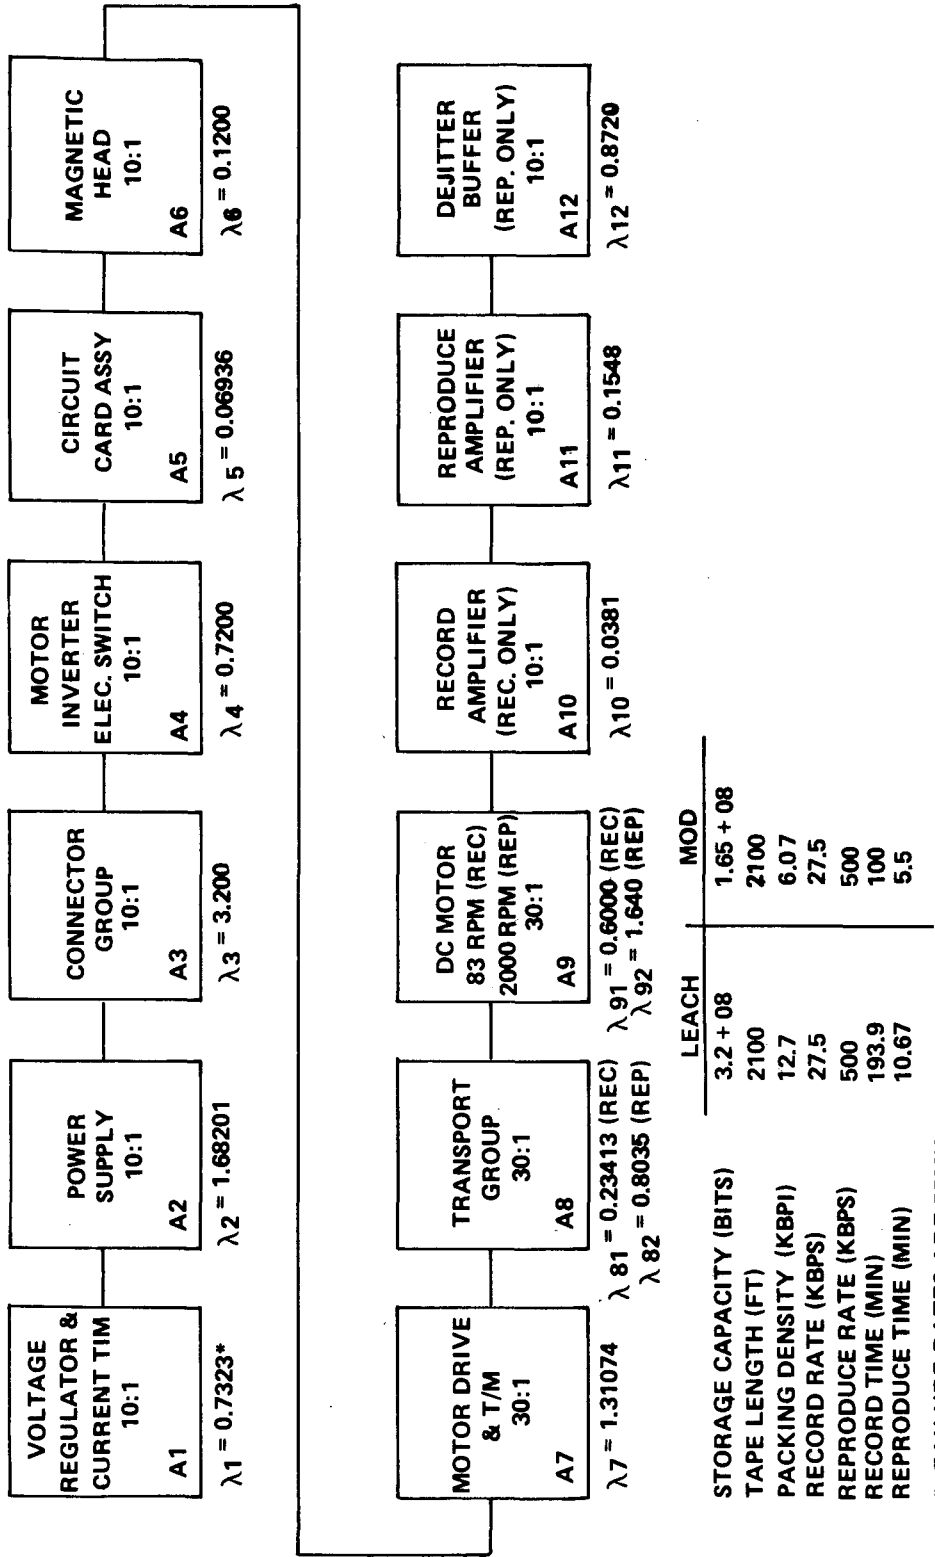 VOLTAGE
REGULATOR &
CURRENT TIM
10:1
A1
λ1 = 0.7323*
POWER
SUPPLY
10:1
A2
λ2 = 1.68201
CONNECTOR
GROUP
10:1
A3
λ3 = 3.200
MOTOR
INVERTER
ELEC. SWITCH
10:1
A4
λ4 = 0.7200
CIRCUIT
CARD ASSY
10:1
A5
λ5 = 0.06936
MAGNETIC
HEAD
10:1
A6
λ6 = 0.1200
MOTOR DRIVE
& T/M
30:1
A7
λ7 = 1.31074
TRANSPORT
GROUP
30:1
A8
λ81 = 0.23413 (REC)
λ82 = 0.8035 (REP)
DC MOTOR
83 RPM (REC)
2000 RPM (REP)
30:1
A9
λ91 = 0.6000 (REC)
λ92 = 1.640 (REP)
RECORD
AMPLIFIER
(REC. ONLY)
10:1
A10
λ10 = 0.0381
REPRODUCE
AMPLIFIER
(REP. ONLY)
10:1
A11
λ11 = 0.1548
DEJITTER
BUFFER
(REP. ONLY)
10:1
A12
λ12 = 0.8720
LEACH MOD
STORAGE CAPACITY (BITS) 3.2 + 08 1.65 + 08
TAPE LENGTH (FT) 2100 2100
PACKING DENSITY (KBPI) 12.7 6.07
RECORD RATE (KBPS) 27.5 27.5
REPRODUCE RATE (KBPS) 500 500
RECORD TIME (MIN) 193.9 100
REPRODUCE TIME (MIN) 10.67 5.5